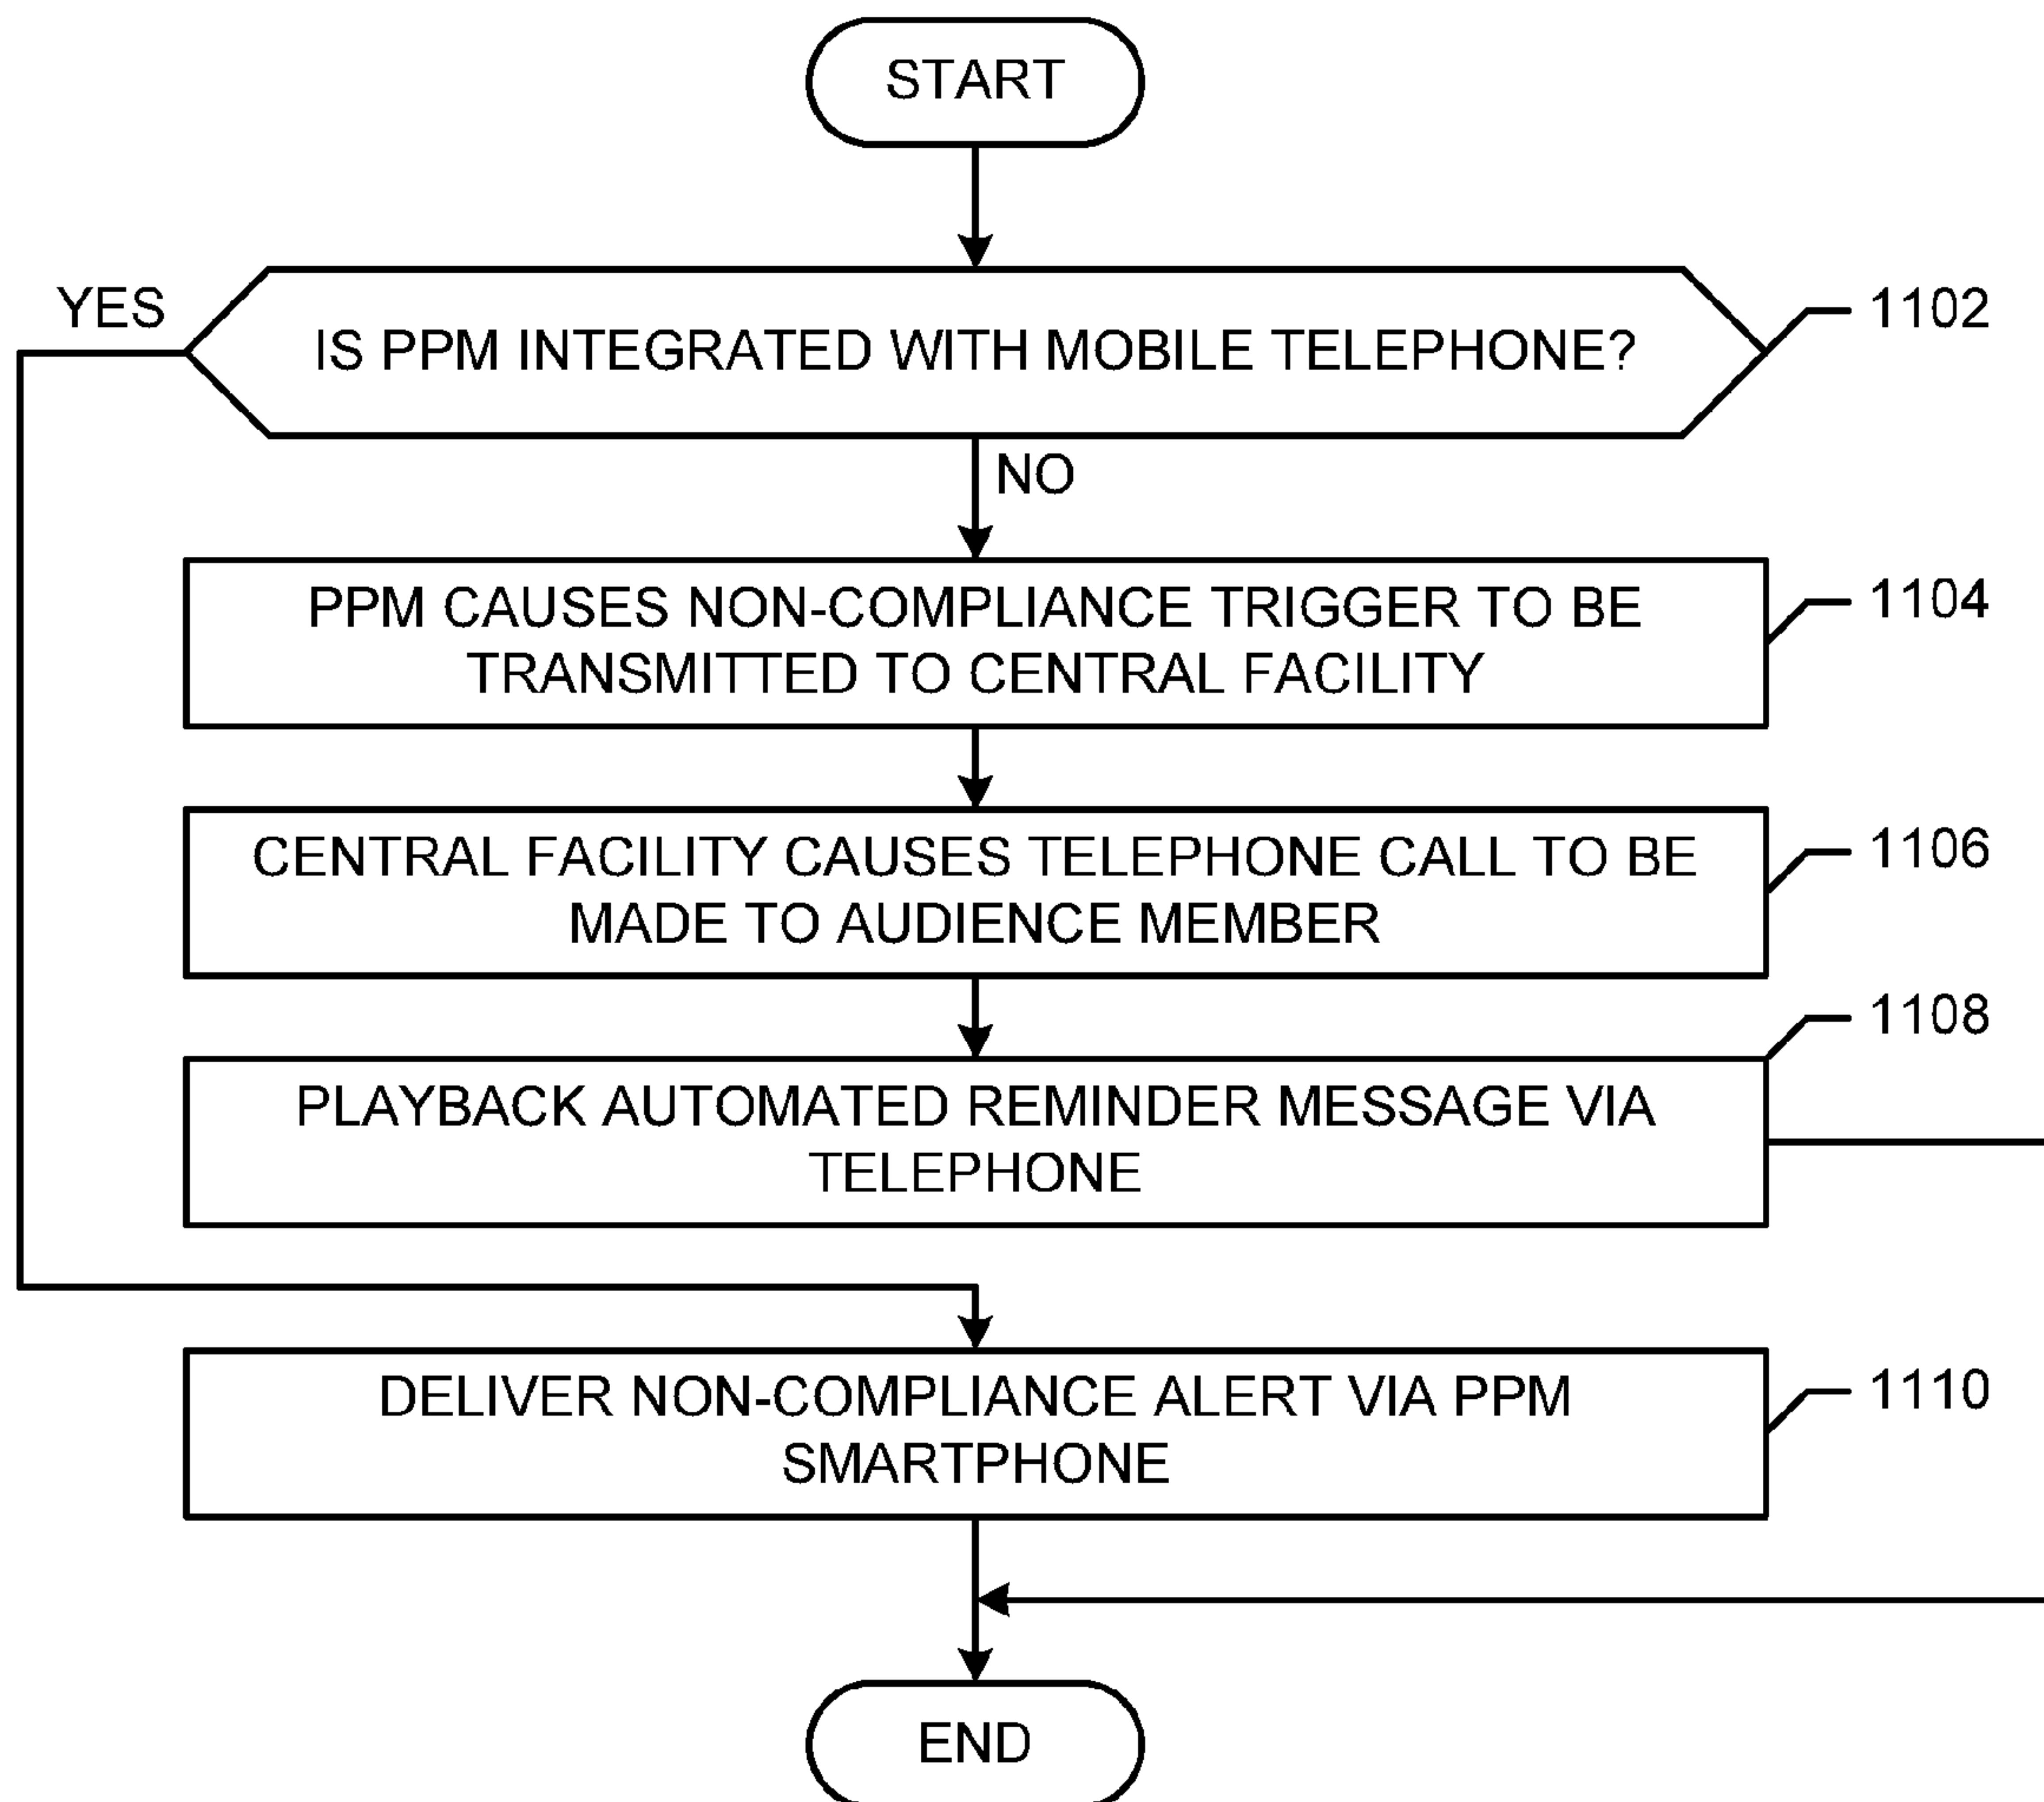 START
YES
IS PPM INTEGRATED WITH MOBILE TELEPHONE?
1102
NO
PPM CAUSES NON-COMPLIANCE TRIGGER TO BE
TRANSMITTED TO CENTRAL FACILITY
1104
CENTRAL FACILITY CAUSES TELEPHONE CALL TO BE
MADE TO AUDIENCE MEMBER
1106
PLAYBACK AUTOMATED REMINDER MESSAGE VIA
TELEPHONE
1108
DELIVER NON-COMPLIANCE ALERT VIA PPM
SMARTPHONE
1110
END